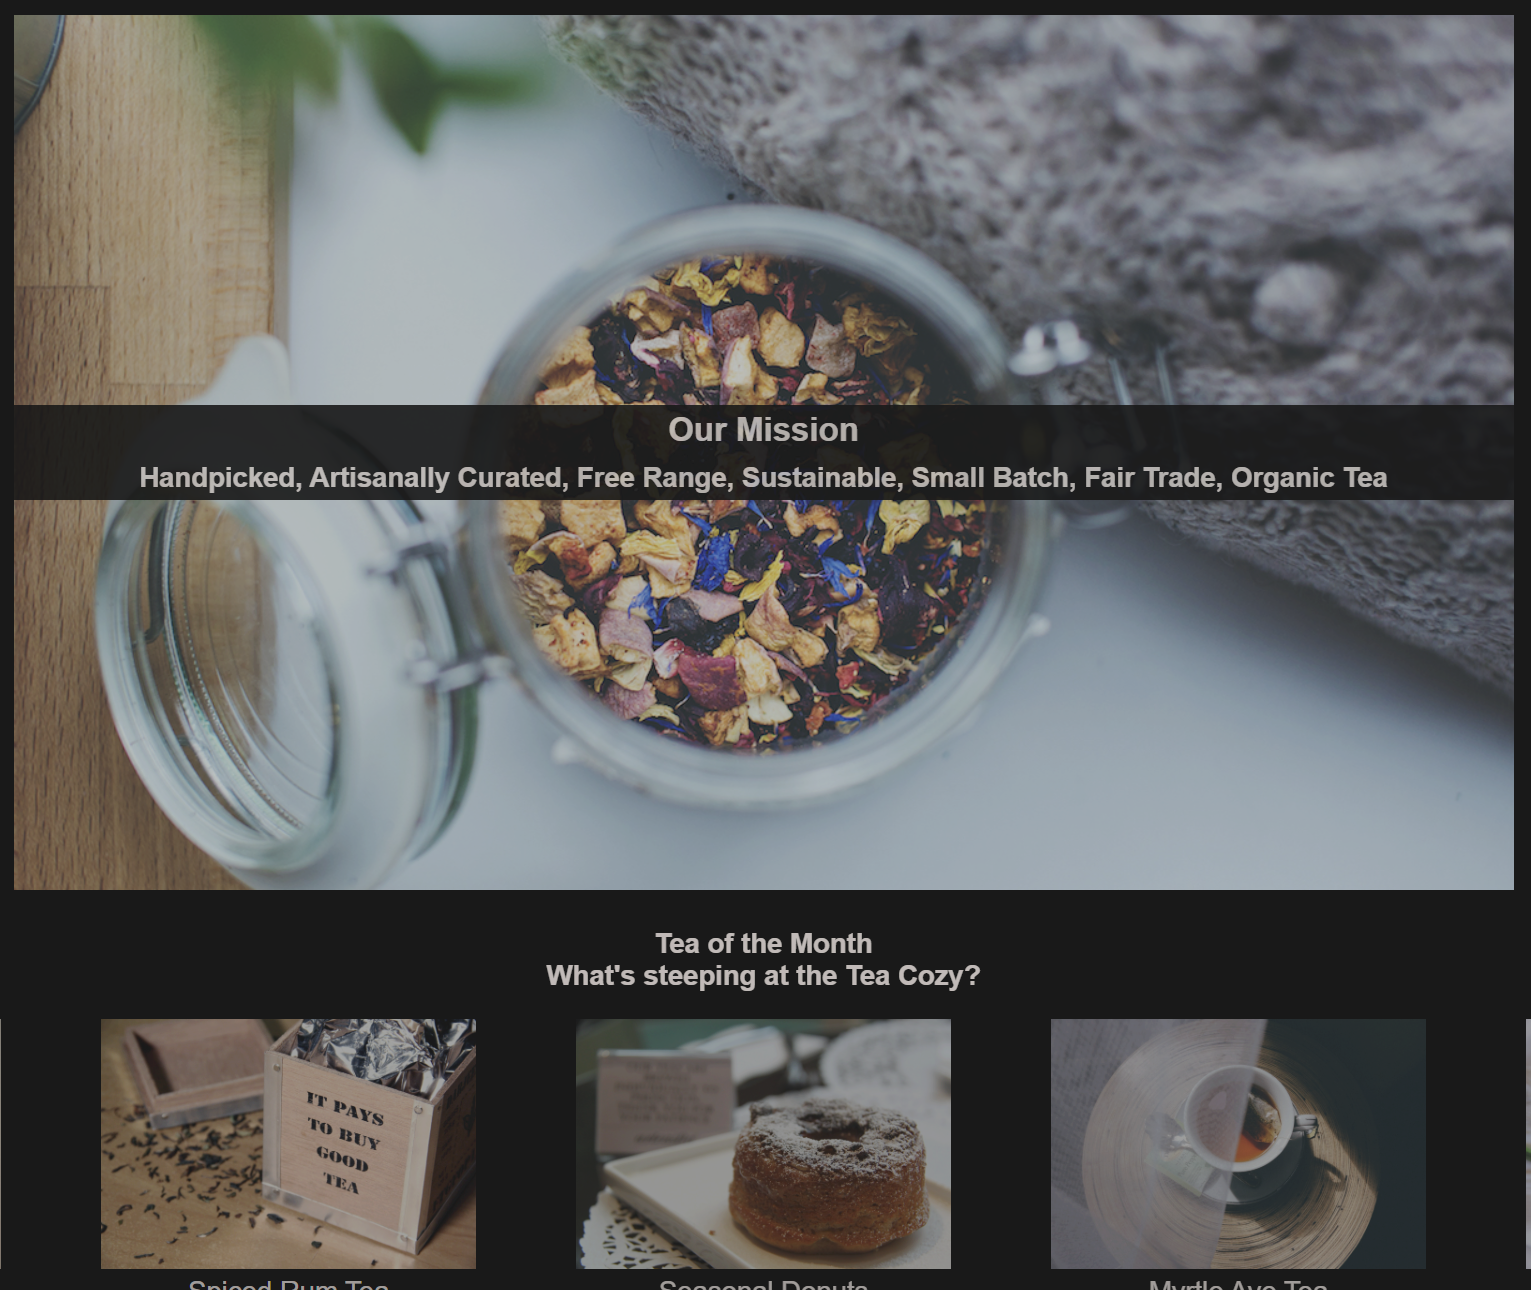 Our Mission
Handpicked, Artisanally Curated, Free Range, Sustainable, Small Batch, Fair Trade, Organic Tea
Tea of the Month
What's steeping at the Tea Cozy?
IT PAYS
TO BUY
GOOD
TEA
Spiced Rum Tea
Seasonal Donuts
Myrtle Ave Tea